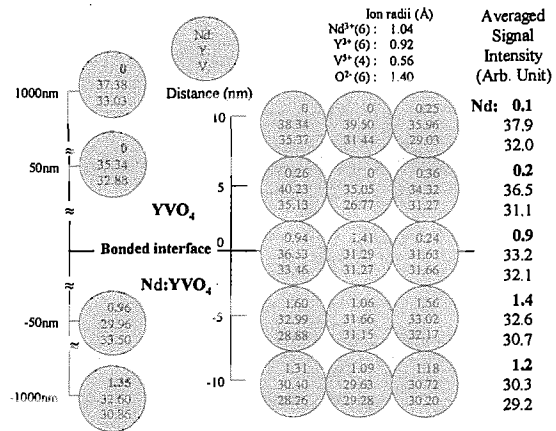 Ion radii (Å)
Nd³⁺(6) : 1.04
Y³⁺(6) : 0.92
V⁵⁺(4) : 0.56
O²⁻(6) : 1.40
Averaged
Signal
Intensity
(Arb. Unit)
Nd
Y
V
Distance (nm)
1000nm
0
37.38
33.03
50nm
0
35.34
32.88
YVO₄
Bonded interface
Nd:YVO₄
-50nm
0.96
29.96
33.50
-1000nm
1.35
33.60
30.86
10
0 0 0.25
38.34 39.50 35.96
35.37 31.44 29.03
Nd: 0.1
37.9
32.0
5
0.26 0 0.36
40.23 35.05 34.32
35.13 26.77 31.27
0.2
36.5
31.1
0
0.94 1.41 0.24
36.53 31.29 31.63
33.46 31.27 31.66
0.9
33.2
32.1
-5
1.60 1.06 1.56
32.99 31.66 33.02
28.88 31.15 32.17
1.4
32.6
30.7
-10
1.31 1.09 1.18
30.40 29.63 30.72
28.26 29.28 30.20
1.2
30.3
29.2